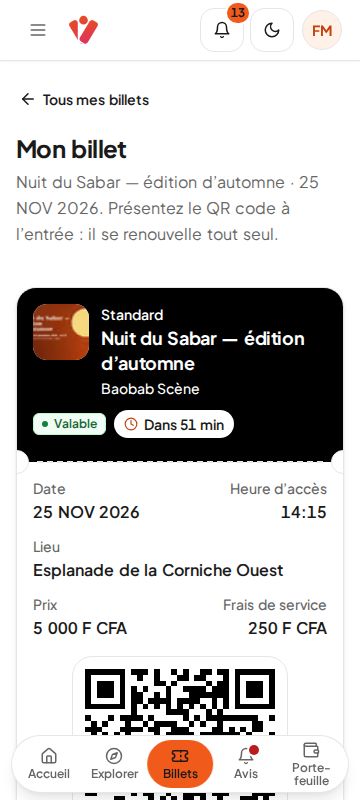 13
FM
Tous mes billets
Mon billet
Nuit du Sabar — édition d’automne · 25
NOV 2026. Présentez le QR code à
l’entrée : il se renouvelle tout seul.
Standard
Nuit du Sabar — édition
d’automne
Baobab Scène
Valable
Dans 51 min
Date
Heure d’accès
25 NOV 2026
14:15
Lieu
Esplanade de la Corniche Ouest
Prix
Frais de service
5 000 F CFA
250 F CFA
Accueil
Explorer
Billets
Avis
Porte-
feuille